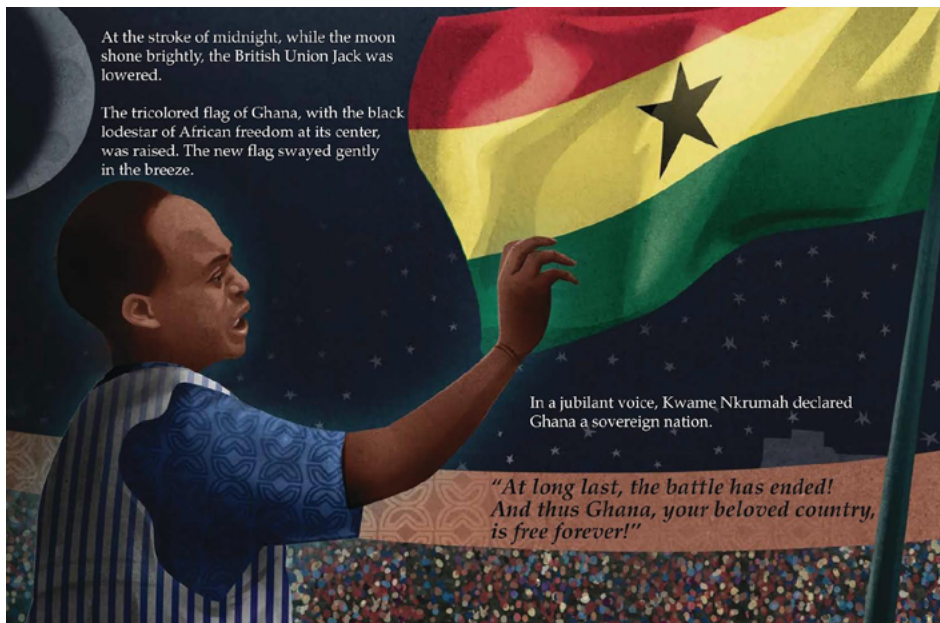 At the stroke of midnight, while the moon
shone brightly, the British Union Jack was
lowered.
The tricolored flag of Ghana, with the black
lodestar of African freedom at its center,
was raised. The new flag swayed gently
in the breeze.
In a jubilant voice, Kwame Nkrumah declared
Ghana a sovereign nation.
“At long last, the battle has ended!
And thus Ghana, your beloved country,
is free forever!”